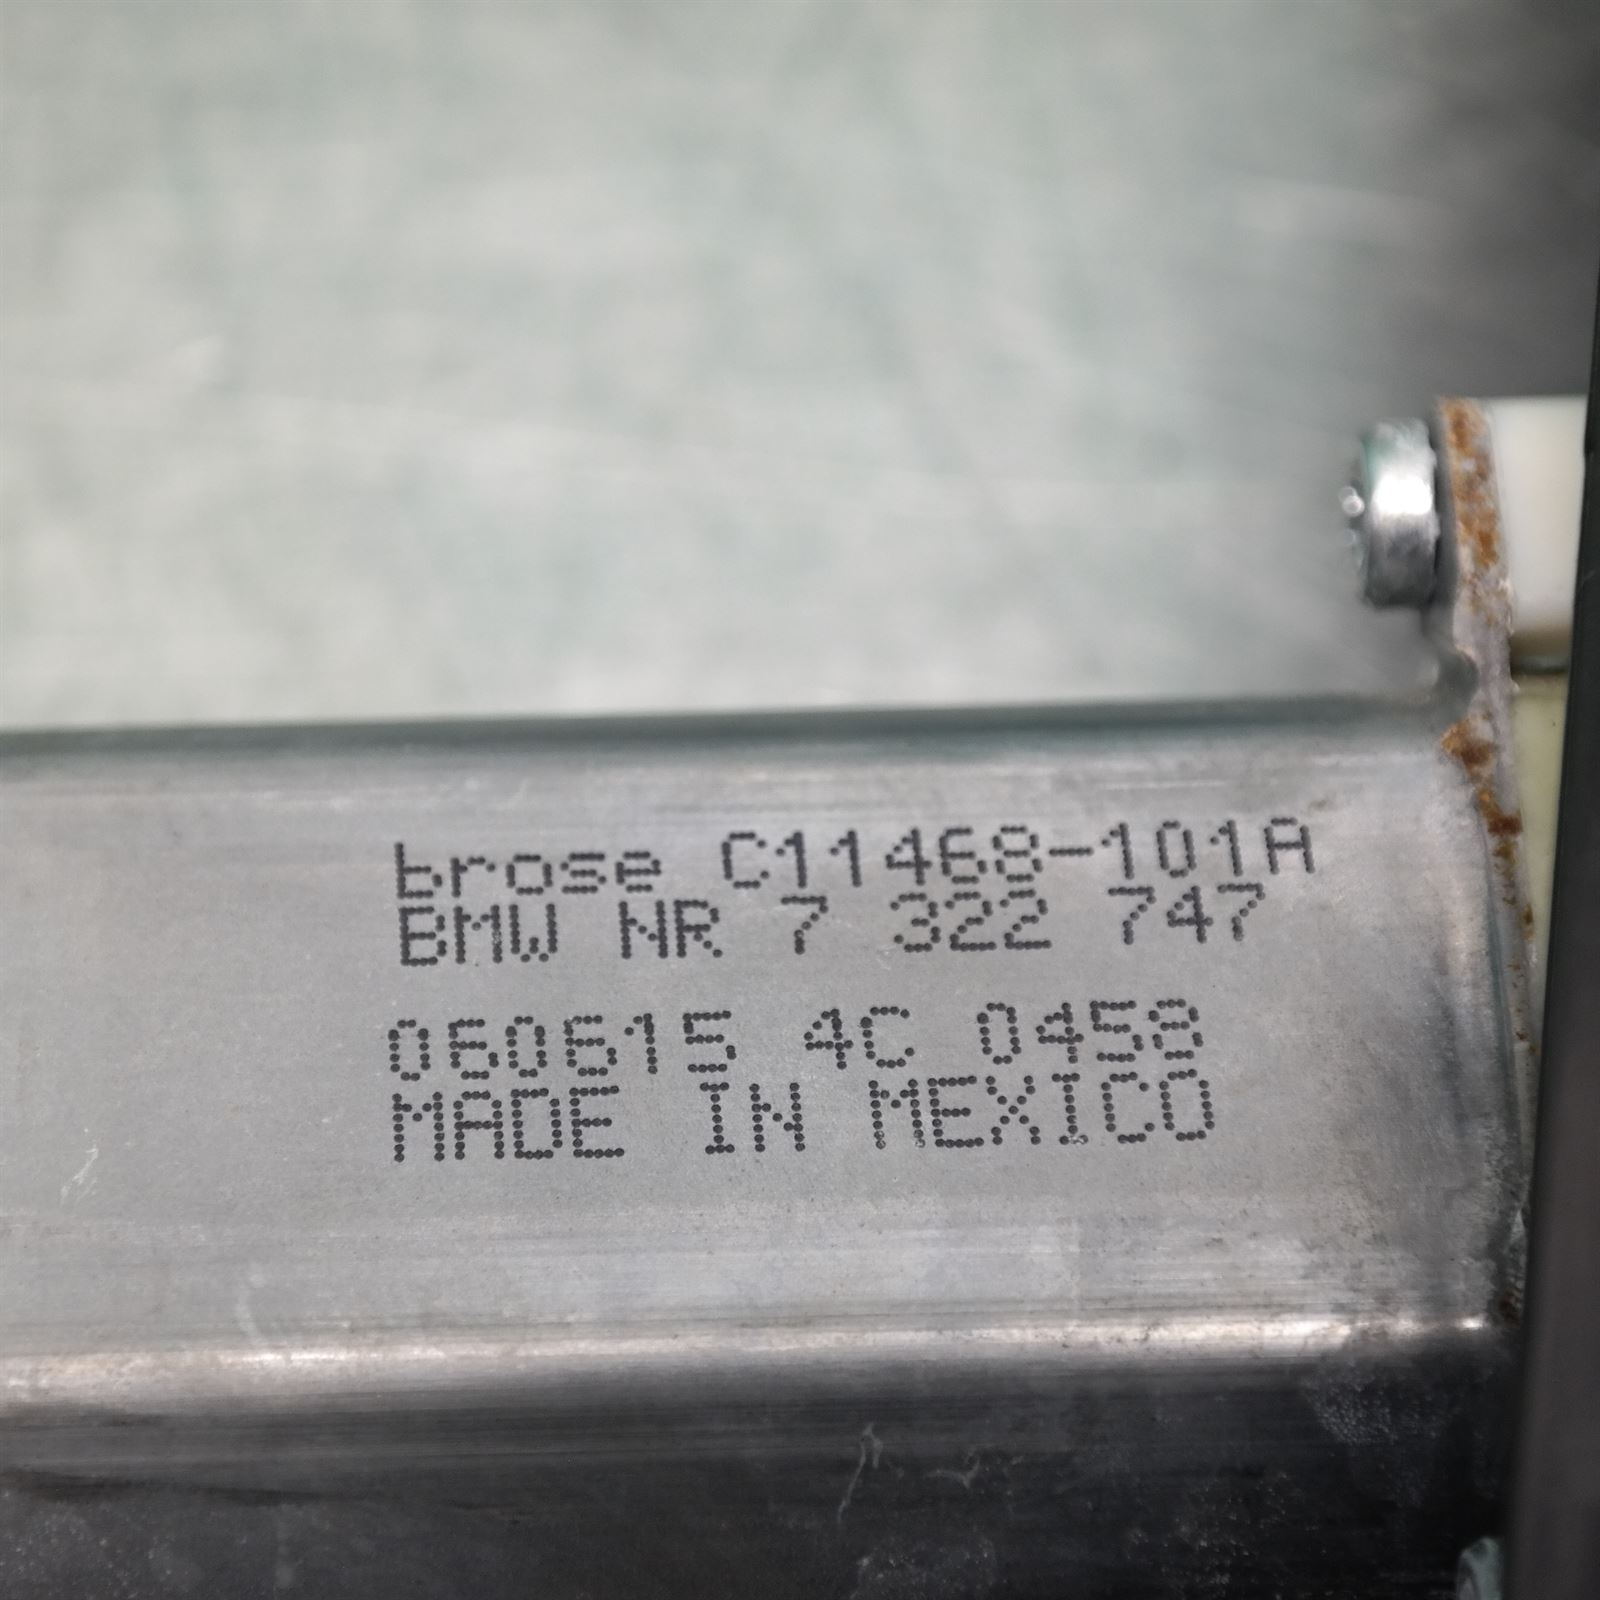 brose C11468-101A
BMW NR 7 322 747
060615 4C 0458
MADE IN MEXICO